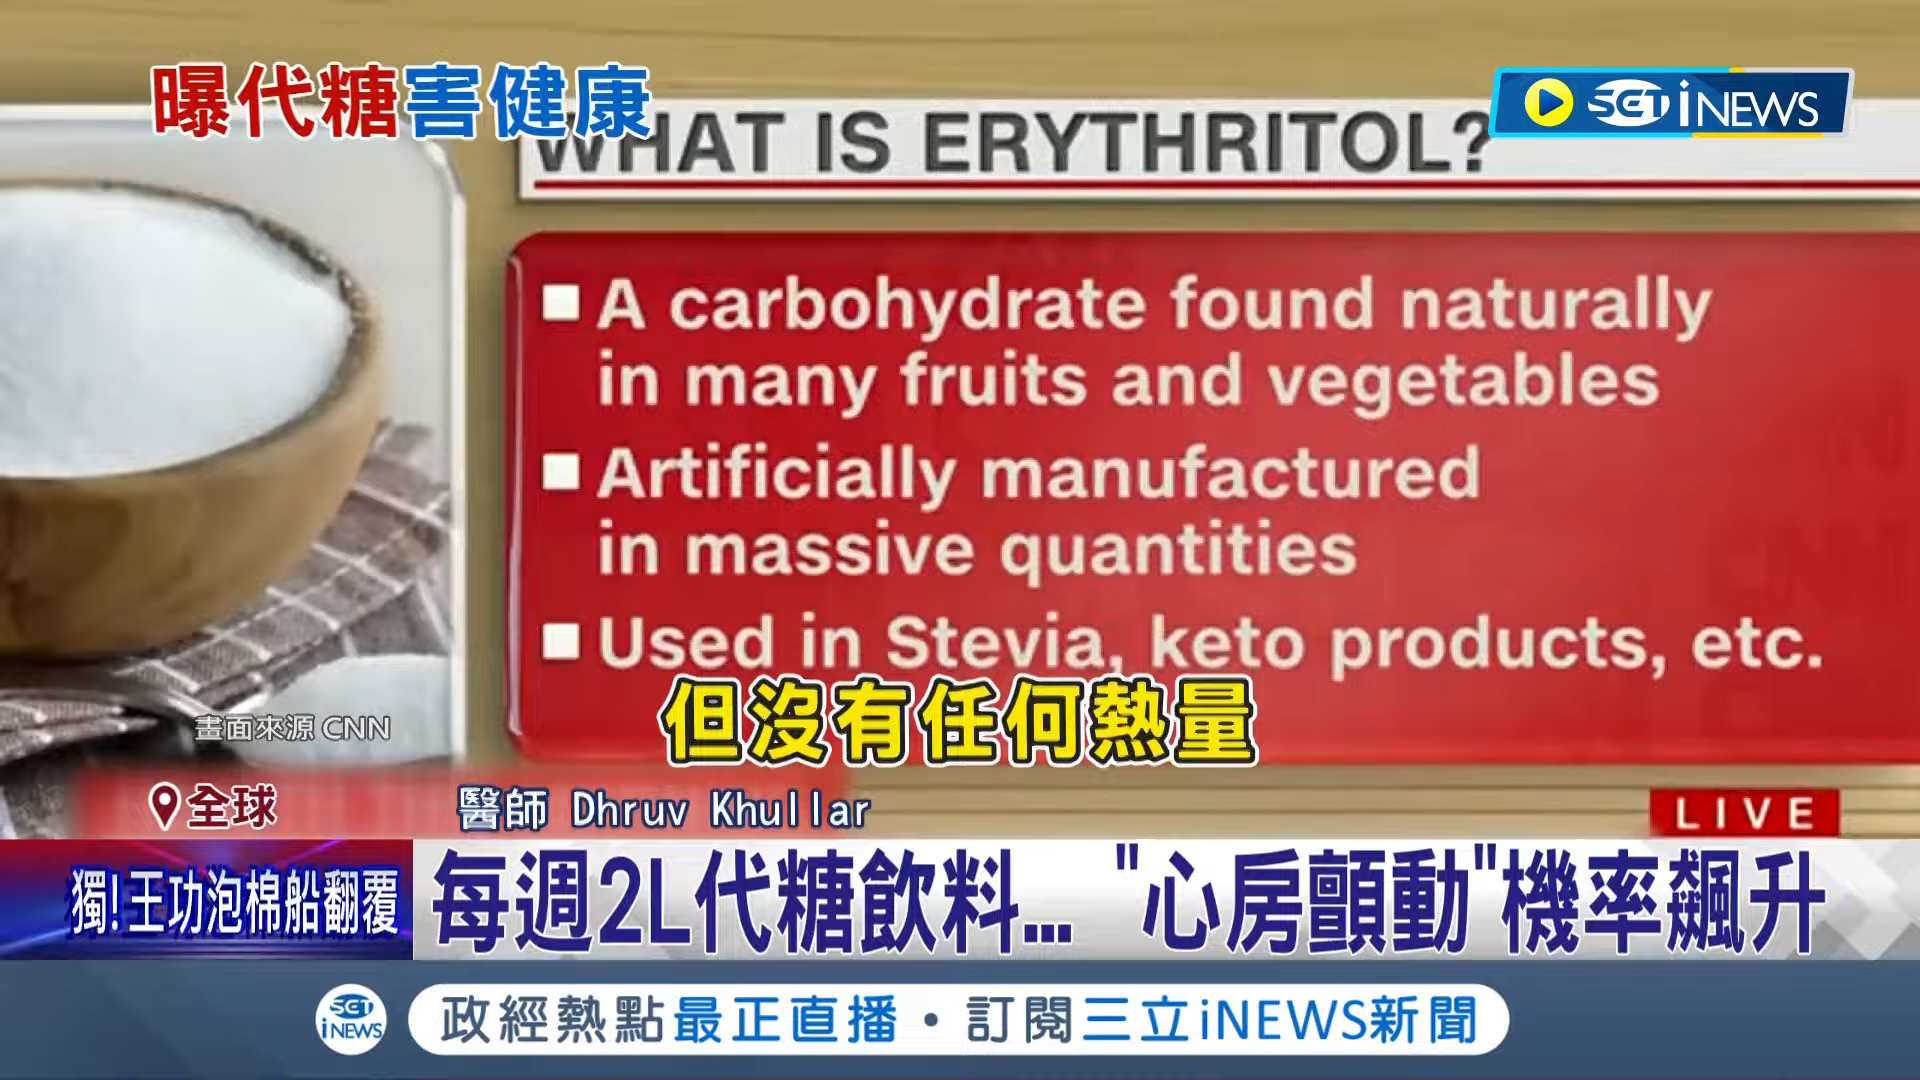 曝代糖害健康
SET iNEWS
WHAT IS ERYTHRITOL?
■ A carbohydrate found naturally
in many fruits and vegetables
■ Artificially manufactured
in massive quantities
■ Used in Stevia, keto products, etc.
但沒有任何熱量
畫面來源 CNN
全球
醫師 Dhruv Khullar
LIVE
獨!王功泡棉船翻覆
每週2L代糖飲料... "心房顫動"機率飆升
SET iNEWS
政經熱點最正直播・訂閱三立iNEWS新聞